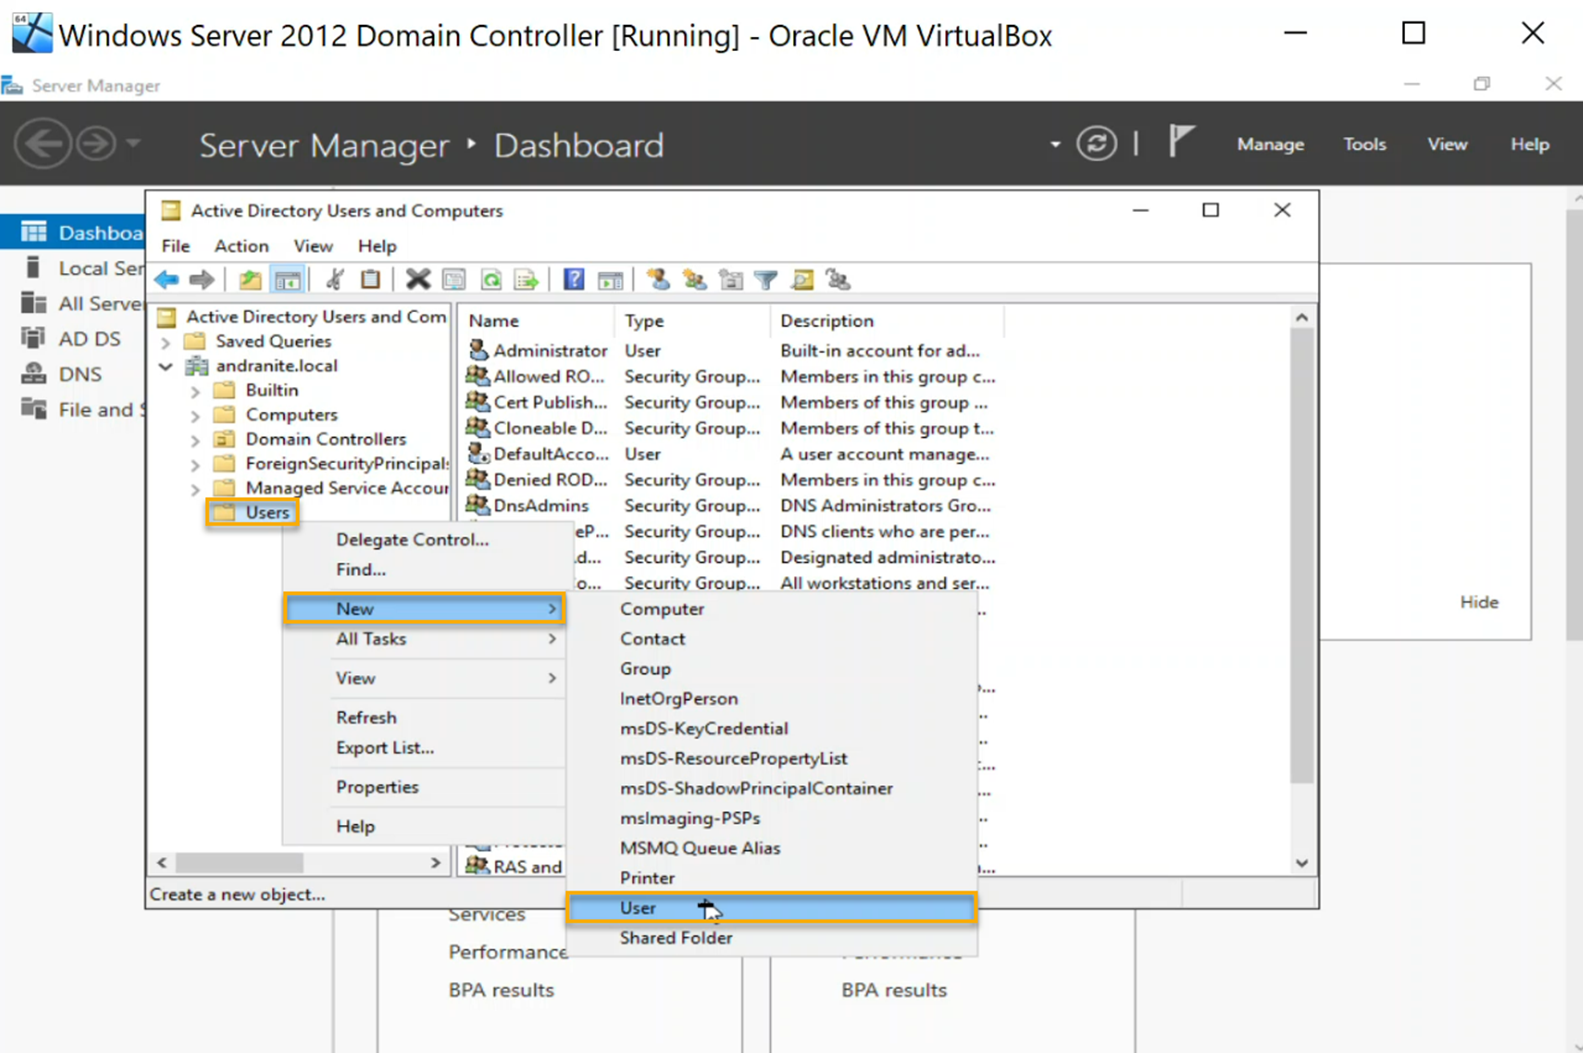 64
Windows Server 2012 Domain Controller [Running] - Oracle VM VirtualBox
Server Manager
Server Manager ‣ Dashboard
Manage
Tools
View
Help
Dashboa
Local Ser
All Serve
AD DS
DNS
File and S
Active Directory Users and Computers
File Action View Help
Active Directory Users and Com
Saved Queries
andranite.local
Builtin
Computers
Domain Controllers
ForeignSecurityPrincipals
Managed Service Accour
Users
Name Type Description
Administrator User Built-in account for ad...
Allowed RO... Security Group... Members in this group c...
Cert Publish... Security Group... Members of this group ...
Cloneable D... Security Group... Members of this group t...
DefaultAcco... User A user account manage...
Denied ROD... Security Group... Members in this group c...
DnsAdmins Security Group... DNS Administrators Gro...
eP... Security Group... DNS clients who are per...
.d... Security Group... Designated administrato...
o... Security Group... All workstations and ser...
RAS and
Delegate Control...
Find...
New
All Tasks
View
Refresh
Export List...
Properties
Help
Computer
Contact
Group
InetOrgPerson
msDS-KeyCredential
msDS-ResourcePropertyList
msDS-ShadowPrincipalContainer
msImaging-PSPs
MSMQ Queue Alias
Printer
User
Shared Folder
Hide
Create a new object...
Services
Performance
BPA results
BPA results